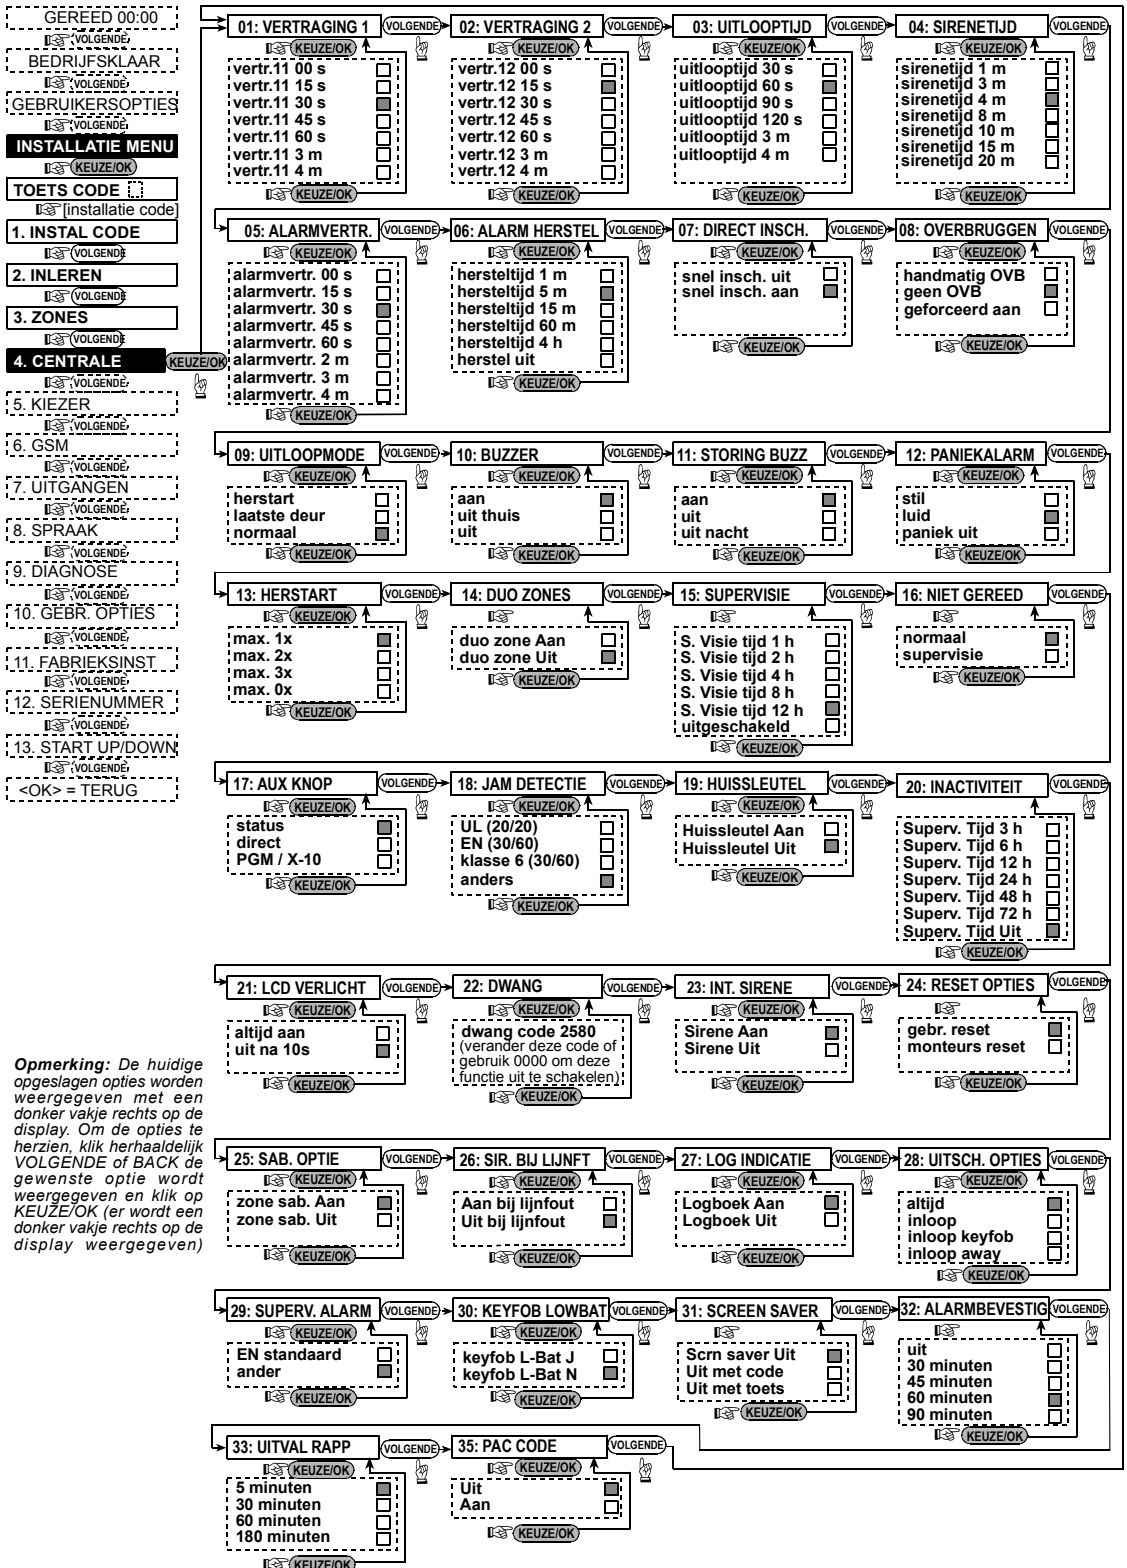 GEREED 00:00
VOLGENDE
BEDRIJFSKLAAR
VOLGENDE
GEBRUIKERSOPTIES
VOLGENDE
INSTALLATIE MENU
KEUZE/OK
TOETS CODE
[installatie code]
1. INSTAL CODE
VOLGENDE
2. INLEREN
VOLGENDE
3. ZONES
VOLGENDE
4. CENTRALE
KEUZE/OK
VOLGENDE
5. KIEZER
VOLGENDE
6. GSM
VOLGENDE
7. UITGANGEN
VOLGENDE
8. SPRAAK
VOLGENDE
9. DIAGNOSE
VOLGENDE
10. GEBR. OPTIES
VOLGENDE
11. FABRIEKSINST
VOLGENDE
12. SERIENUMMER
VOLGENDE
13. START UP/DOWN
VOLGENDE
<OK> = TERUG
Opmerking: De huidige
opgeslagen opties worden
weergegeven met een
donker vakje rechts op de
display. Om de opties te
herzien, klik herhaaldelijk
VOLGENDE of BACK de
gewenste optie wordt
weergegeven en klik op
KEUZE/OK (er wordt een
donker vakje rechts op de
display weergegeven)
01: VERTRAGING 1
VOLGENDE
KEUZE/OK
vertr.11 00 s
vertr.11 15 s
vertr.11 30 s
vertr.11 45 s
vertr.11 60 s
vertr.11 3 m
vertr.11 4 m
KEUZE/OK
02: VERTRAGING 2
VOLGENDE
KEUZE/OK
vertr.12 00 s
vertr.12 15 s
vertr.12 30 s
vertr.12 45 s
vertr.12 60 s
vertr.12 3 m
vertr.12 4 m
KEUZE/OK
03: UITLOOPTIJD
VOLGENDE
KEUZE/OK
uitlooptijd 30 s
uitlooptijd 60 s
uitlooptijd 90 s
uitlooptijd 120 s
uitlooptijd 3 m
uitlooptijd 4 m
KEUZE/OK
04: SIRENETIJD
VOLGENDE
KEUZE/OK
sirenetijd 1 m
sirenetijd 3 m
sirenetijd 4 m
sirenetijd 8 m
sirenetijd 10 m
sirenetijd 15 m
sirenetijd 20 m
KEUZE/OK
05: ALARMVERTR.
VOLGENDE
KEUZE/OK
alarmvertr. 00 s
alarmvertr. 15 s
alarmvertr. 30 s
alarmvertr. 45 s
alarmvertr. 60 s
alarmvertr. 2 m
alarmvertr. 3 m
alarmvertr. 4 m
KEUZE/OK
06: ALARM HERSTEL
VOLGENDE
KEUZE/OK
hersteltijd 1 m
hersteltijd 5 m
hersteltijd 15 m
hersteltijd 60 m
hersteltijd 4 h
herstel uit
KEUZE/OK
07: DIRECT INSCH.
VOLGENDE
KEUZE/OK
snel insch. uit
snel insch. aan
KEUZE/OK
08: OVERBRUGGEN
VOLGENDE
KEUZE/OK
handmatig OVB
geen OVB
geforceerd aan
KEUZE/OK
09: UITLOOPMODE
VOLGENDE
KEUZE/OK
herstart
laatste deur
normaal
KEUZE/OK
10: BUZZER
VOLGENDE
KEUZE/OK
aan
uit thuis
uit
KEUZE/OK
11: STORING BUZZ
VOLGENDE
KEUZE/OK
aan
uit
uit nacht
KEUZE/OK
12: PANIEKALARM
VOLGENDE
KEUZE/OK
stil
luid
paniek uit
KEUZE/OK
13: HERSTART
VOLGENDE
KEUZE/OK
max. 1x
max. 2x
max. 3x
max. 0x
KEUZE/OK
14: DUO ZONES
VOLGENDE
duo zone Aan
duo zone Uit
KEUZE/OK
15: SUPERVISIE
VOLGENDE
S. Visie tijd 1 h
S. Visie tijd 2 h
S. Visie tijd 4 h
S. Visie tijd 8 h
S. Visie tijd 12 h
uitgeschakeld
KEUZE/OK
16: NIET GEREED
VOLGENDE
normaal
supervisie
KEUZE/OK
17: AUX KNOP
VOLGENDE
KEUZE/OK
status
direct
PGM / X-10
KEUZE/OK
18: JAM DETECTIE
VOLGENDE
KEUZE/OK
UL (20/20)
EN (30/60)
klasse 6 (30/60)
anders
KEUZE/OK
19: HUISSLEUTEL
VOLGENDE
KEUZE/OK
Huissleutel Aan
Huissleutel Uit
KEUZE/OK
20: INACTIVITEIT
VOLGENDE
Superv. Tijd 3 h
Superv. Tijd 6 h
Superv. Tijd 12 h
Superv. Tijd 24 h
Superv. Tijd 48 h
Superv. Tijd 72 h
Superv. Tijd Uit
KEUZE/OK
21: LCD VERLICHT
VOLGENDE
KEUZE/OK
altijd aan
uit na 10s
KEUZE/OK
22: DWANG
VOLGENDE
KEUZE/OK
dwang code 2580
(verander deze code of
gebruik 0000 om deze
functie uit te schakelen)
KEUZE/OK
23: INT. SIRENE
VOLGENDE
KEUZE/OK
Sirene Aan
Sirene Uit
KEUZE/OK
24: RESET OPTIES
VOLGENDE
gebr. reset
monteurs reset
KEUZE/OK
25: SAB. OPTIE
VOLGENDE
KEUZE/OK
zone sab. Aan
zone sab. Uit
KEUZE/OK
26: SIR. BIJ LIJNFT
VOLGENDE
KEUZE/OK
Aan bij lijnfout
Uit bij lijnfout
KEUZE/OK
27: LOG INDICATIE
VOLGENDE
KEUZE/OK
Logboek Aan
Logboek Uit
KEUZE/OK
28: UITSCH. OPTIES
VOLGENDE
KEUZE/OK
altijd
inloop
inloop keyfob
inloop away
KEUZE/OK
29: SUPERV. ALARM
VOLGENDE
KEUZE/OK
EN standaard
ander
KEUZE/OK
30: KEYFOB LOWBAT
VOLGENDE
KEUZE/OK
keyfob L-Bat J
keyfob L-Bat N
KEUZE/OK
31: SCREEN SAVER
VOLGENDE
Scrn saver Uit
Uit met code
Uit met toets
KEUZE/OK
32: ALARMBEVESTIG
VOLGENDE
KEUZE/OK
uit
30 minuten
45 minuten
60 minuten
90 minuten
KEUZE/OK
33: UITVAL RAPP
VOLGENDE
KEUZE/OK
5 minuten
30 minuten
60 minuten
180 minuten
KEUZE/OK
35: PAC CODE
VOLGENDE
KEUZE/OK
Uit
Aan
KEUZE/OK